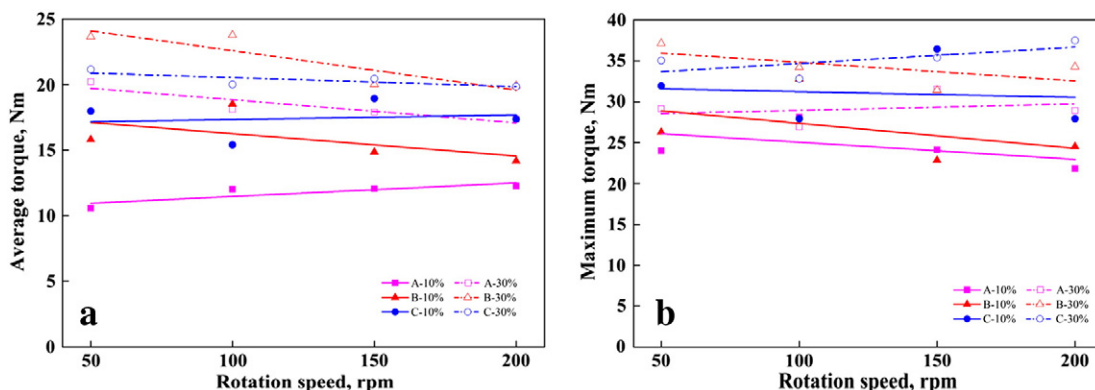 25
20
15
10
5
0
Average torque, Nm
A-10% A-30%
B-10% B-30%
C-10% C-30%
a
50 100 150 200
Rotation speed, rpm
40
35
30
25
20
15
10
5
0
Maximum torque, Nm
A-10% A-30%
B-10% B-30%
C-10% C-30%
b
50 100 150 200
Rotation speed, rpm